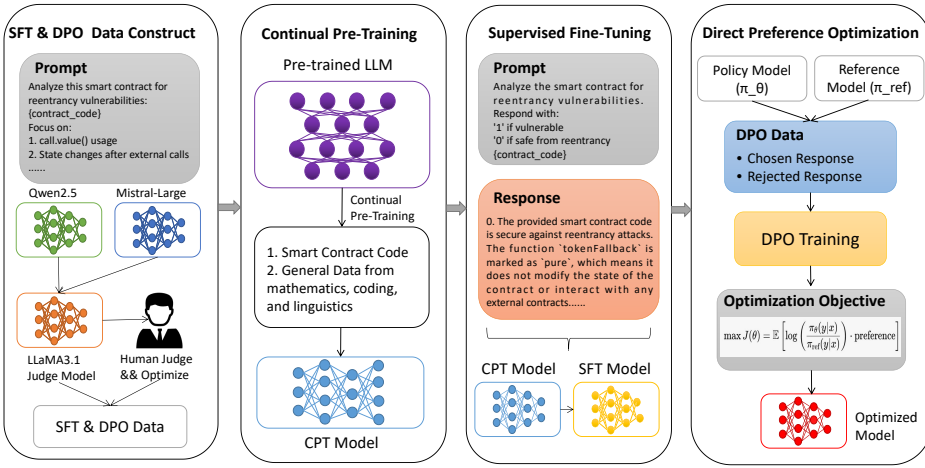 SFT & DPO Data Construct
Prompt
Analyze this smart contract for
reentrancy vulnerabilities:
{contract_code}
Focus on:
1. call.value() usage
2. State changes after external calls
......
Qwen2.5
Mistral-Large
LLaMA3.1
Judge Model
Human Judge
&& Optimize
SFT & DPO Data
Continual Pre-Training
Pre-trained LLM
Continual
Pre-Training
1. Smart Contract Code
2. General Data from
mathematics, coding,
and linguistics
CPT Model
Supervised Fine-Tuning
Prompt
Analyze the smart contract for
reentrancy vulnerabilities.
Respond with:
'1' if vulnerable
'0' if safe from reentrancy
{contract_code}
Response
0. The provided smart contract code
is secure against reentrancy attacks.
The function `tokenFallback` is
marked as `pure`, which means it
does not modify the state of the
contract or interact with any
external contracts......
CPT Model
SFT Model
Direct Preference Optimization
Policy Model
(π_θ)
Reference
Model (π_ref)
DPO Data
• Chosen Response
• Rejected Response
DPO Training
Optimization Objective
max J(θ) = 𝔼 [ log ( π_θ(y|x) / π_ref(y|x) ) · preference ]
Optimized
Model